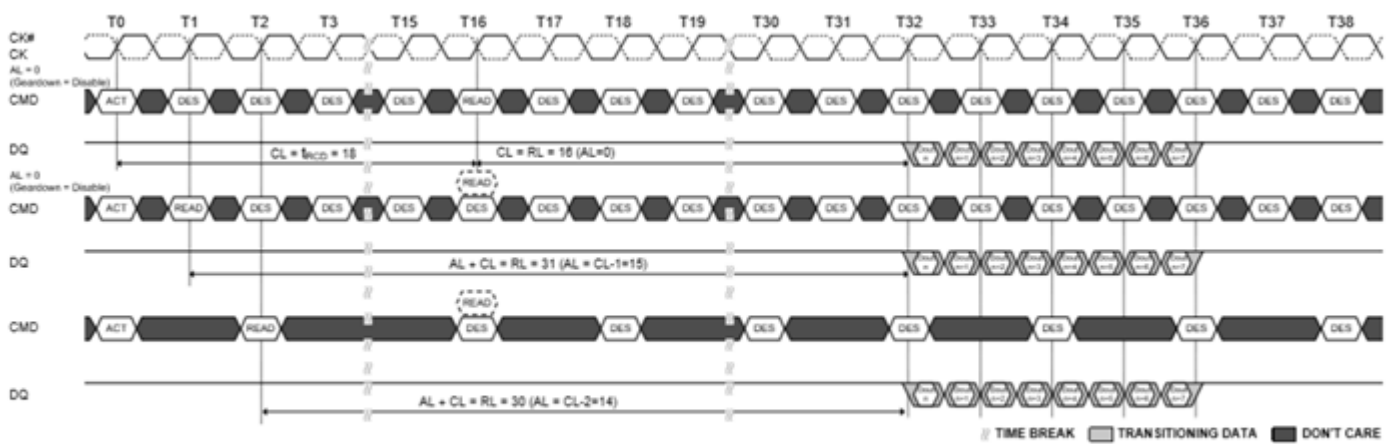 T0 T1 T2 T3 T15 T16 T17 T18 T19 T30 T31 T32 T33 T34 T35 T36 T37 T38
CK#
CK
AL = 0
(Geardown = Disable)
CMD ACT DES DES DES DES READ DES DES DES DES DES DES DES DES DES DES DES DES
DQ
CL = tRCD = 18 CL = RL = 16 (AL=0)
READ
AL = 0
(Geardown = Disable)
CMD ACT READ DES DES DES DES DES DES DES DES DES DES DES DES DES DES DES DES
DQ
AL + CL = RL = 31 (AL = CL-1=15)
READ
CMD ACT READ DES DES DES DES DES DES DES
DQ
AL + CL = RL = 30 (AL = CL-2=14)
TIME BREAK TRANSITIONING DATA DON'T CARE